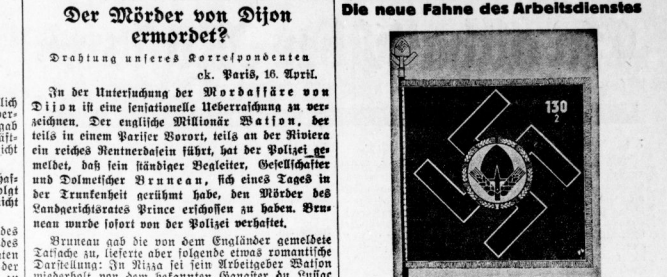 Der Mörder von Dijon
ermordet?
Drahtung unseres Korrespondenten
ck. Paris, 16. April.
In der Untersuchung der Mordaffäre von
Dijon ist eine sensationelle Ueberraschung zu ver-
zeichnen. Der englische Millionär Watson, der
teils in einem Pariser Vorort, teils an der Riviera
ein reiches Rentnerdasein führt, hat der Polizei ge-
meldet, daß sein ständiger Begleiter, Gesellschafter
und Dolmetscher Bruneau, sich eines Tages in
der Trunkenheit gerühmt habe, den Mörder des
Landgerichtsrates Prince erschossen zu haben. Bru-
neau wurde sofort von der Polizei verhaftet.
Bruneau gab die von dem Engländer gemeldete
Tatsache zu, lieferte aber folgende etwas romantische
Darstellung: In Nizza sei sein Arbeitgeber Watson
Die neue Fahne des Arbeitsdienstes
130
2